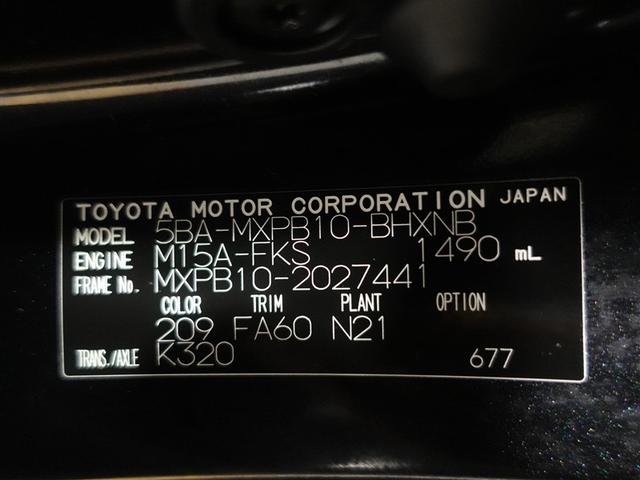 TOYOTA MOTOR CORPORATION JAPAN
MODEL 5BA-MXPB10-BHXNB
ENGINE M15A-FKS 1490 mL
FRAME No. MXPB10-2027441
COLOR TRIM PLANT OPTION
209 FA60 N21
TRANS./AXLE K320 677